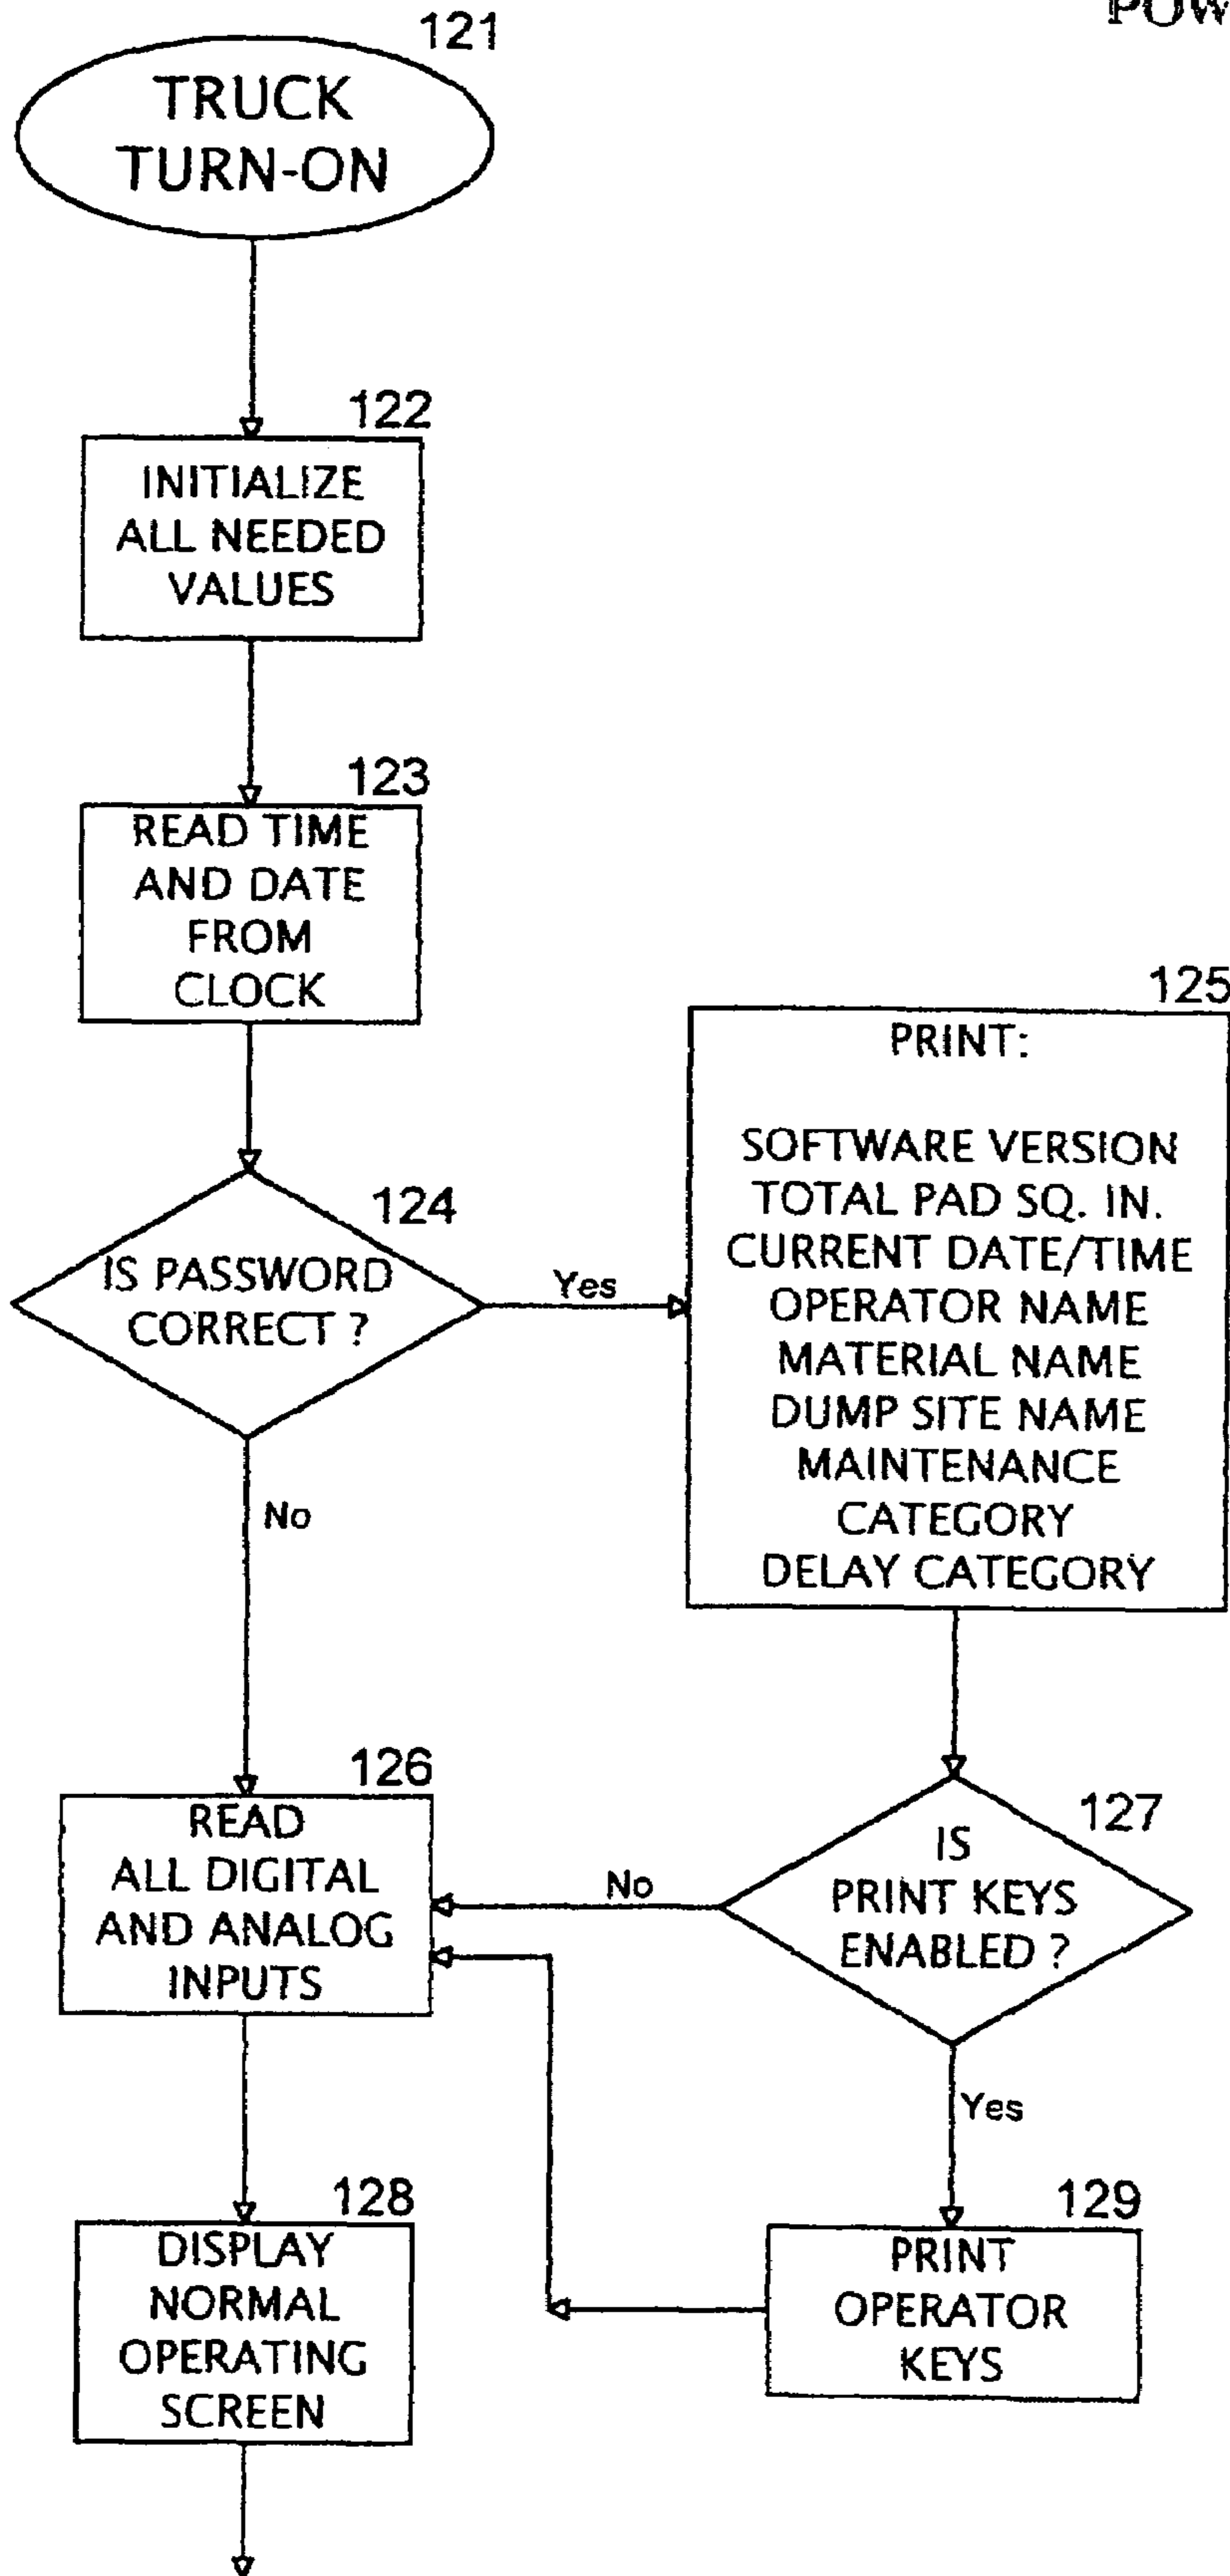 121
TRUCK
TURN-ON
122
INITIALIZE
ALL NEEDED
VALUES
123
READ TIME
AND DATE
FROM
CLOCK
124
IS PASSWORD
CORRECT ?
Yes
No
125
PRINT:
SOFTWARE VERSION
TOTAL PAD SQ. IN.
CURRENT DATE/TIME
OPERATOR NAME
MATERIAL NAME
DUMP SITE NAME
MAINTENANCE
CATEGORY
DELAY CATEGORY
126
READ
ALL DIGITAL
AND ANALOG
INPUTS
127
IS
PRINT KEYS
ENABLED ?
No
Yes
128
DISPLAY
NORMAL
OPERATING
SCREEN
129
PRINT
OPERATOR
KEYS